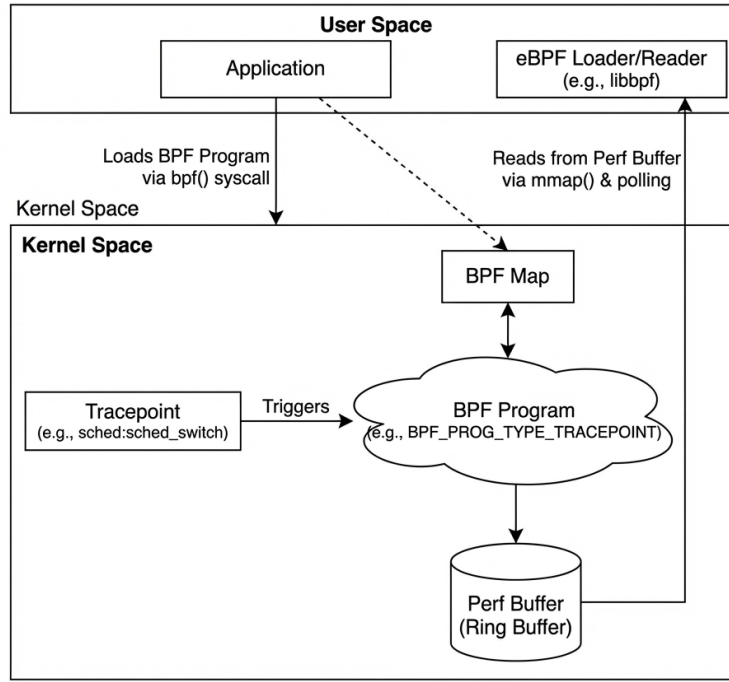 User Space
Application
eBPF Loader/Reader
(e.g., libbpf)
Loads BPF Program
via bpf() syscall
Reads from Perf Buffer
via mmap() & polling
Kernel Space
Kernel Space
BPF Map
Tracepoint
(e.g., sched:sched_switch)
Triggers
BPF Program
(e.g., BPF_PROG_TYPE_TRACEPOINT)
Perf Buffer
(Ring Buffer)